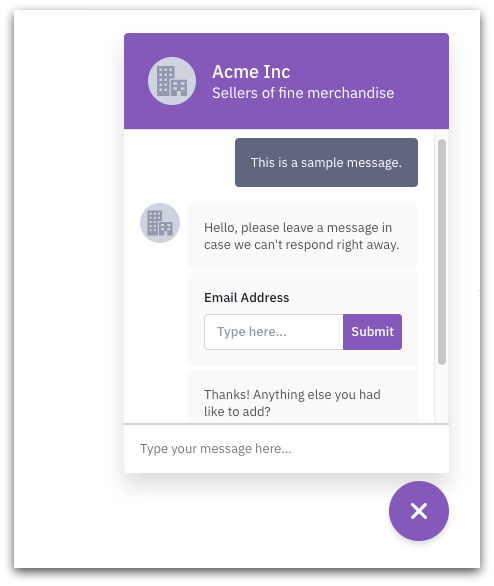 Acme Inc
Sellers of fine merchandise
This is a sample message.
Hello, please leave a message in
case we can't respond right away.
Email Address
Type here...
Submit
Thanks! Anything else you had
like to add?
Type your message here...